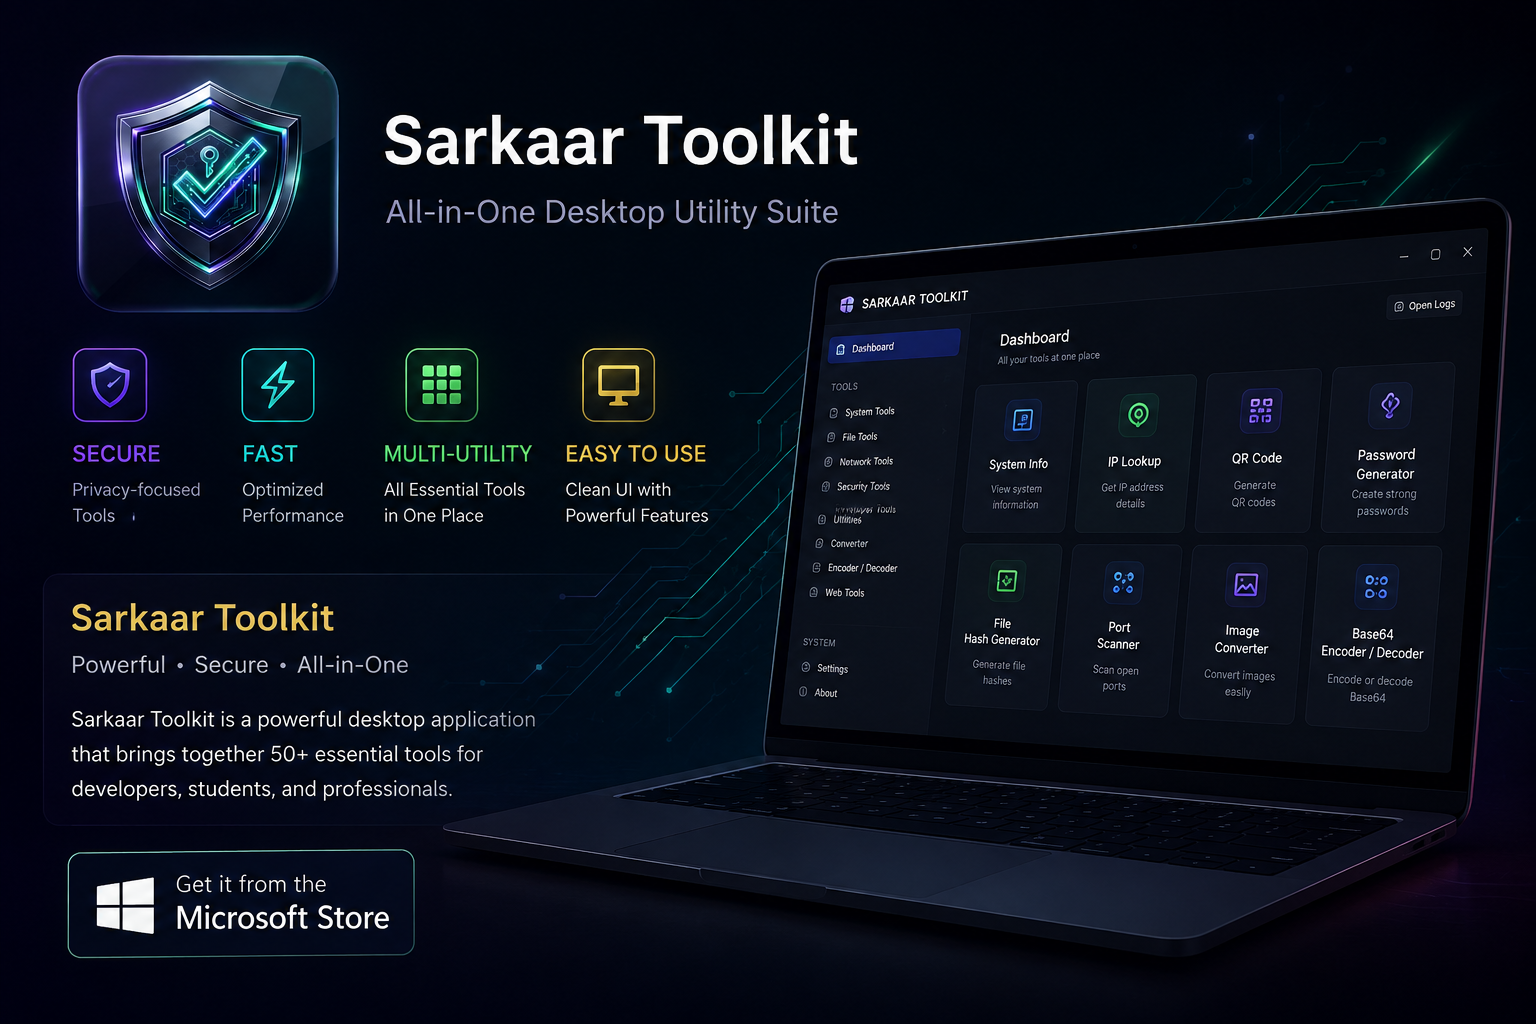 Sarkaar Toolkit
All-in-One Desktop Utility Suite
SECURE
Privacy-focused
Tools
FAST
Optimized
Performance
MULTI-UTILITY
All Essential Tools
in One Place
EASY TO USE
Clean UI with
Powerful Features
Sarkaar Toolkit
Powerful • Secure • All-in-One
Sarkaar Toolkit is a powerful desktop application
that brings together 50+ essential tools for
developers, students, and professionals.
Get it from the
Microsoft Store
SARKAAR TOOLKIT
Open Logs
Dashboard
TOOLS
System Tools
File Tools
Network Tools
Security Tools
Tools
Utilities
Converter
Encoder / Decoder
Web Tools
SYSTEM
Settings
About
Dashboard
All your tools at one place
System Info
View system
information
IP Lookup
Get IP address
details
QR Code
Generate
QR codes
Password
Generator
Create strong
passwords
File
Hash Generator
Generate file
hashes
Port
Scanner
Scan open
ports
Image
Converter
Convert images
easily
Base64
Encoder / Decoder
Encode or decode
Base64